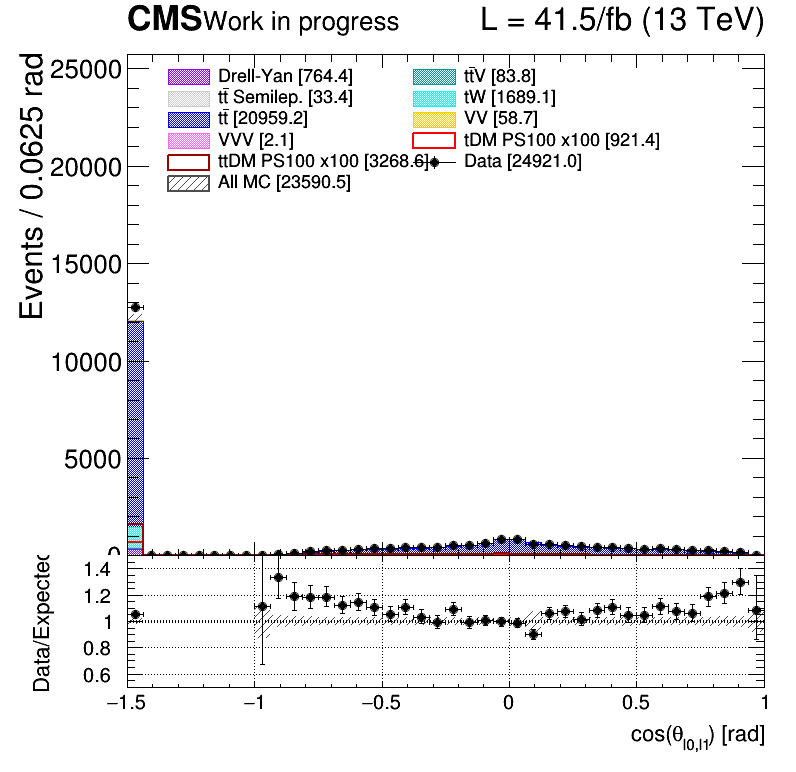 CMS Work in progress L = 41.5/fb (13 TeV)
Events / 0.0625 rad
25000
20000
15000
10000
5000
0
Drell-Yan [764.4]
tt̄V [83.8]
tt̄ Semilep. [33.4]
tW [1689.1]
tt̄ [20959.2]
VV [58.7]
VVV [2.1]
tDM PS100 x100 [921.4]
ttDM PS100 x100 [3268.6]
Data [24921.0]
All MC [23590.5]
Data/Expected
1.4
1.2
1
0.8
0.6
−1.5 −1 −0.5 0 0.5 1
cos(θl0,l1) [rad]